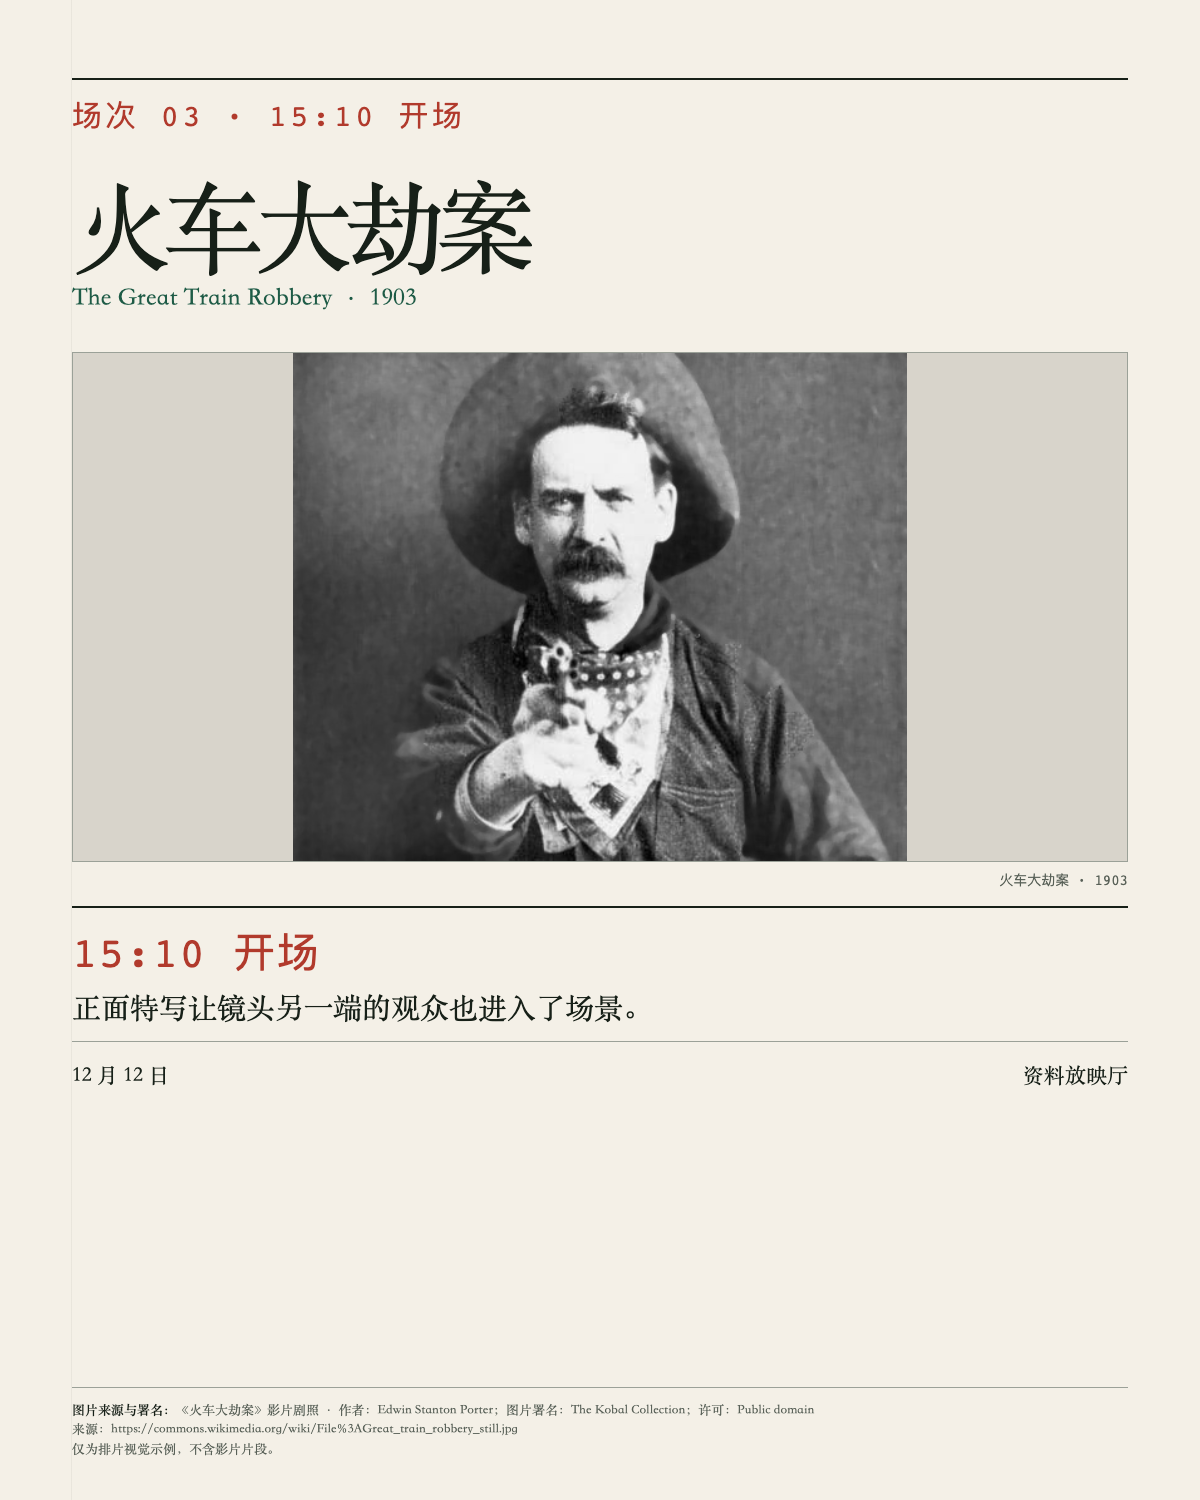 场次 03 · 15:10 开场
火车大劫案
The Great Train Robbery · 1903
火车大劫案 · 1903
15:10 开场
正面特写让镜头另一端的观众也进入了场景。
12 月 12 日
资料放映厅
图片来源与署名：《火车大劫案》影片剧照 · 作者：Edwin Stanton Porter；图片署名：The Kobal Collection；许可：Public domain
来源：https://commons.wikimedia.org/wiki/File%3AGreat_train_robbery_still.jpg
仅为排片视觉示例，不含影片片段。